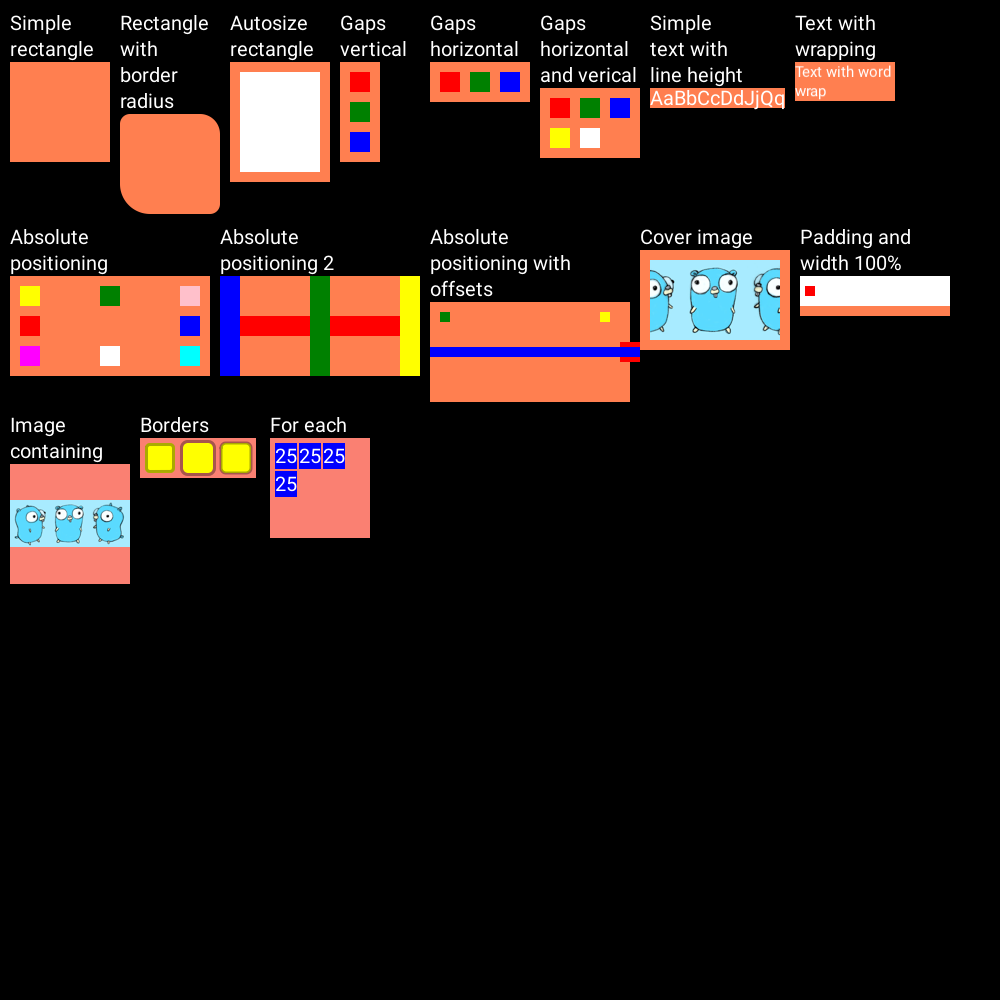 Simple
rectangle
Rectangle
with
border
radius
Autosize
rectangle
Gaps
vertical
Gaps
horizontal
Gaps
horizontal
and verical
Simple
text with
line height
AaBbCcDdJjQq
Text with
wrapping
Text with word
wrap
Absolute
positioning
Absolute
positioning 2
Absolute
positioning with
offsets
Cover image
Padding and
width 100%
Image
containing
Borders
For each
25 25 25
25